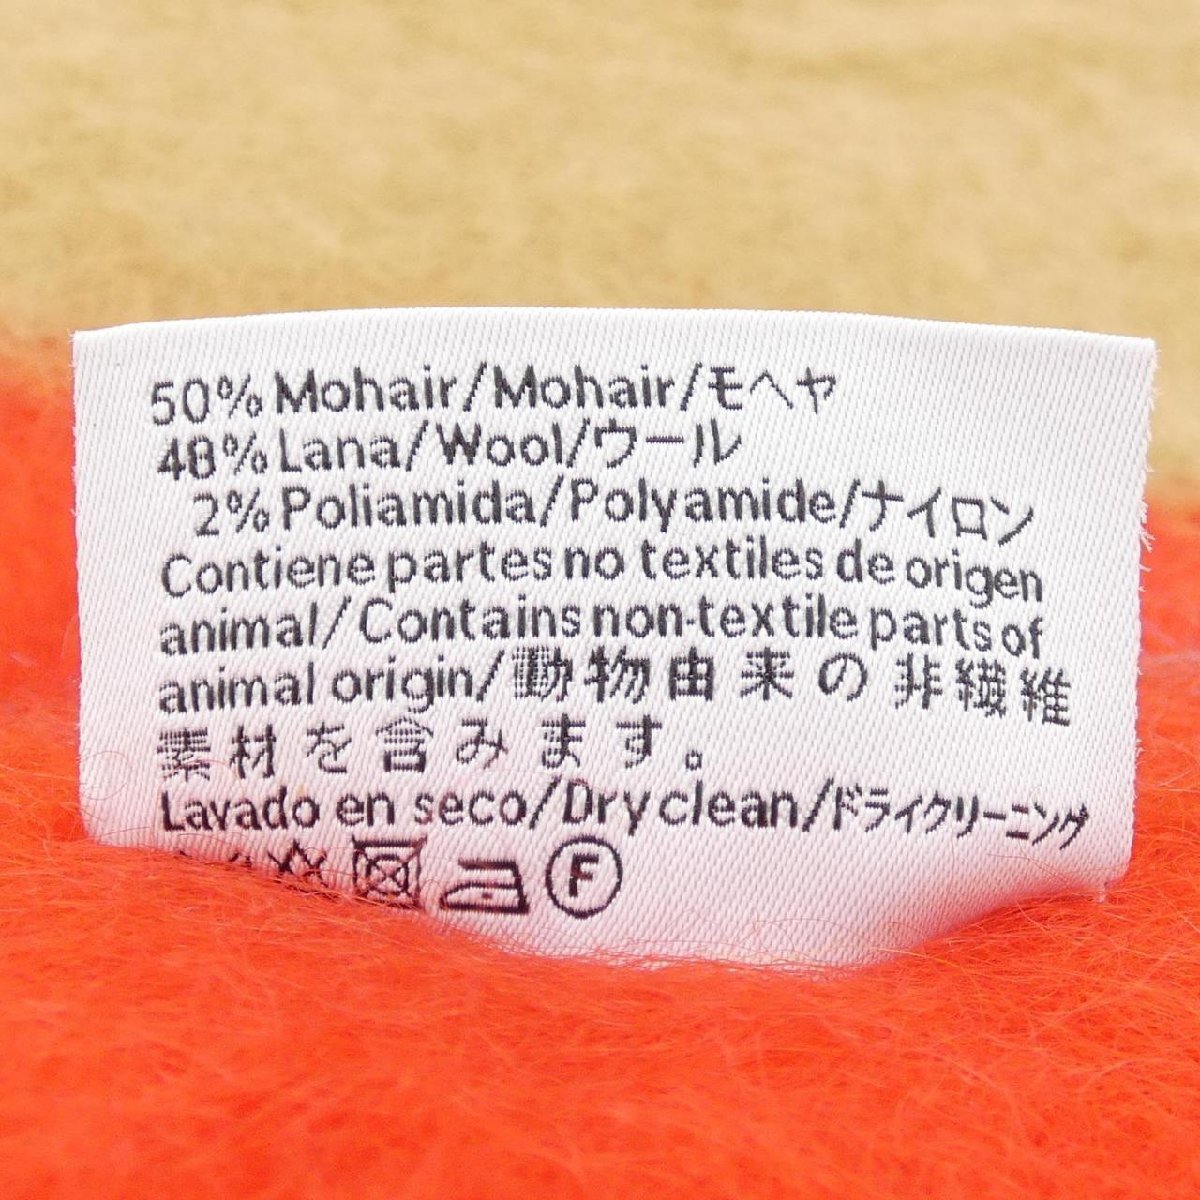 50% Mohair/Mohair/モヘヤ
48% Lana/Wool/ウール
2% Poliamida/Polyamide/ナイロン
Contiene partes no textiles de origen
animal/Contains non-textile parts of
animal origin/動物由来の非繊維
素材を含みます。
Lavado en seco/Dry clean/ドライクリーニング
F